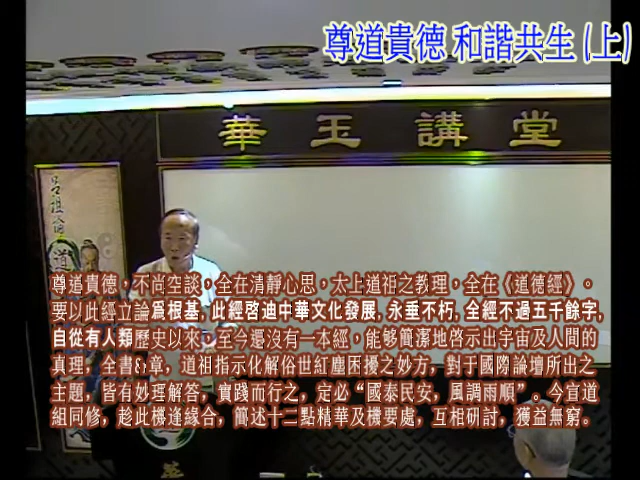 尊道貴德 和諧共生 (上)
華玉講堂
呂祖論道
尊道貴德，不尚空談，全在清靜心思，太上道祖之教理，全在《道德經》。
要以此經立論為根基, 此經啓迪中華文化發展, 永垂不朽, 全經不過五千餘字,
自從有人類歷史以來，至今還沒有一本經，能够簡潔地啓示出宇宙及人間的
真理，全書81章，道祖指示化解俗世紅塵困擾之妙方，對于國際論壇所出之
主題，皆有妙理解答，實踐而行之，定必“國泰民安，風調雨順”。今宣道
組同修，趁此機逢緣合，簡述十二點精華及機要處，互相研討，獲益無窮。